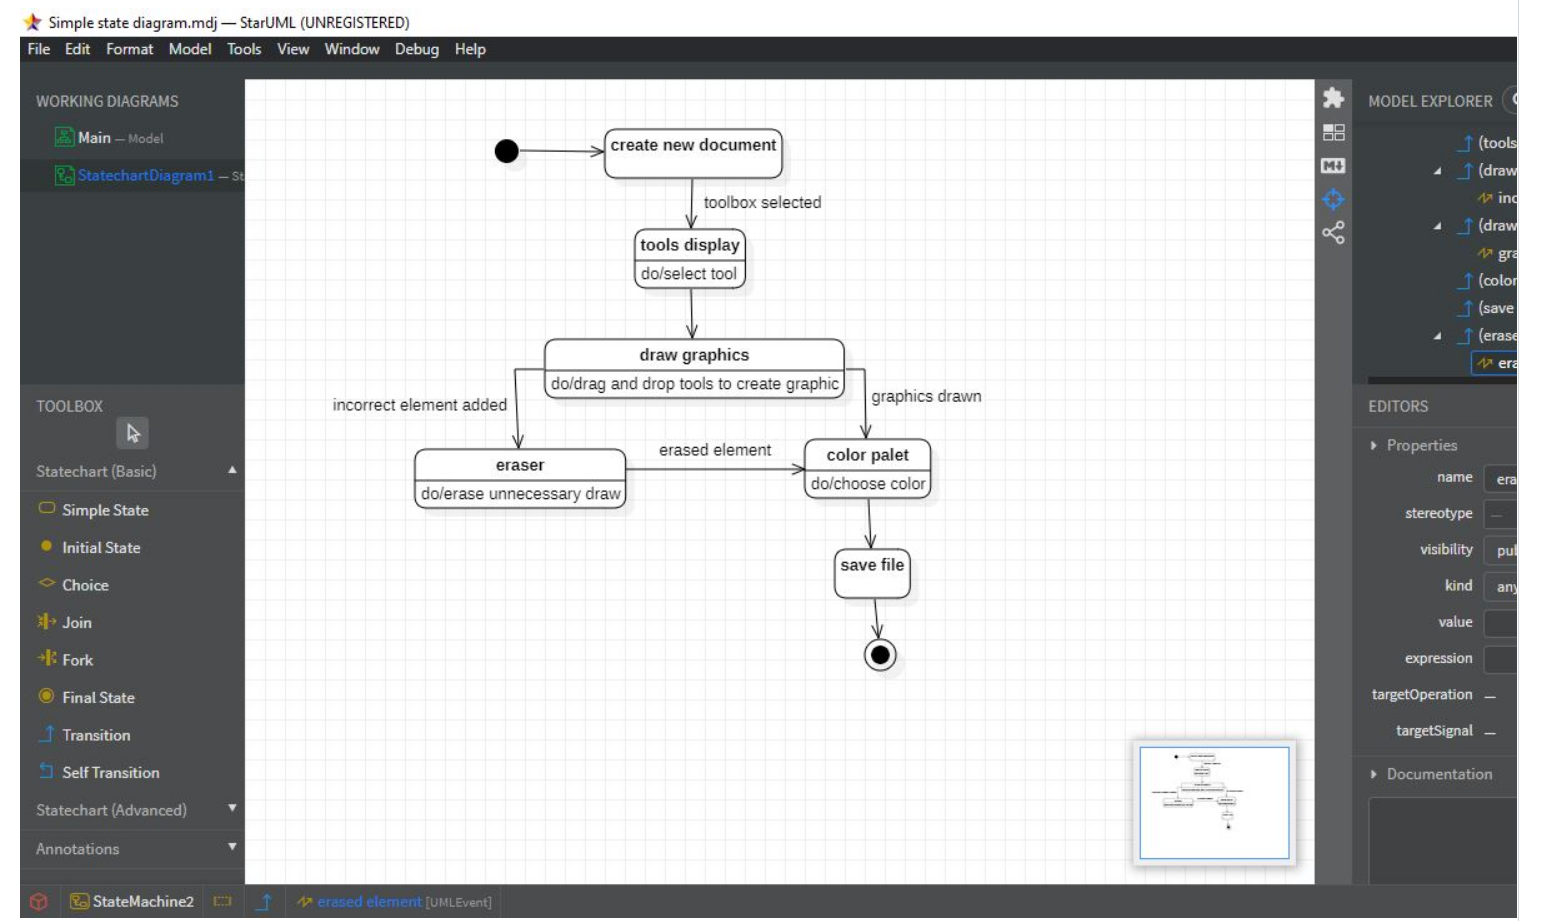 Simple state diagram.mdj — StarUML (UNREGISTERED)
File Edit Format Model Tools View Window Debug Help
WORKING DIAGRAMS
Main — Model
StatechartDiagram1 — St
TOOLBOX
Statechart (Basic)
Simple State
Initial State
Choice
Join
Fork
Final State
Transition
Self Transition
Statechart (Advanced)
Annotations
create new document
toolbox selected
tools display
do/select tool
draw graphics
do/drag and drop tools to create graphic
incorrect element added
graphics drawn
eraser
do/erase unnecessary draw
erased element
color palet
do/choose color
save file
M↓
MODEL EXPLORER
(tools
(draw
inc
(draw
gra
(color
(save
(erase
era
EDITORS
Properties
name era
stereotype —
visibility pul
kind any
value
expression
targetOperation —
targetSignal —
Documentation
StateMachine2
erased element [UMLEvent]